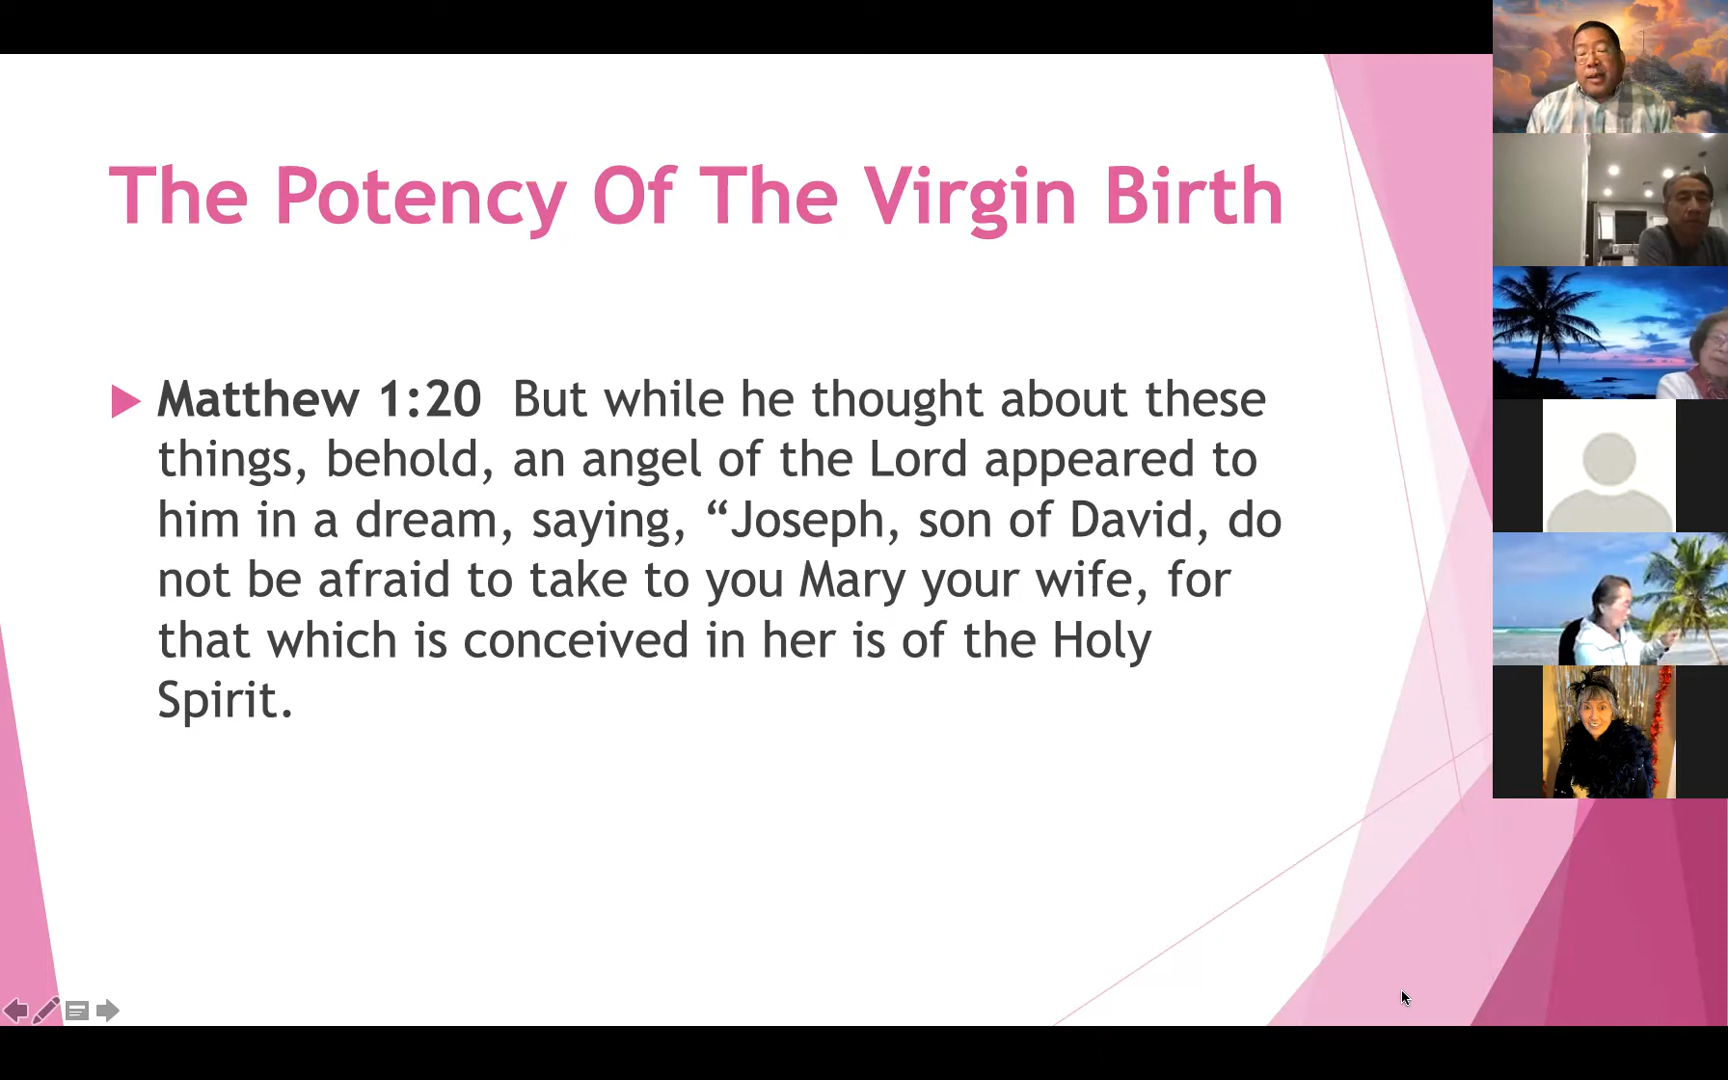 The Potency Of The Virgin Birth
Matthew 1:20  But while he thought about these
things, behold, an angel of the Lord appeared to
him in a dream, saying, “Joseph, son of David, do
not be afraid to take to you Mary your wife, for
that which is conceived in her is of the Holy
Spirit.